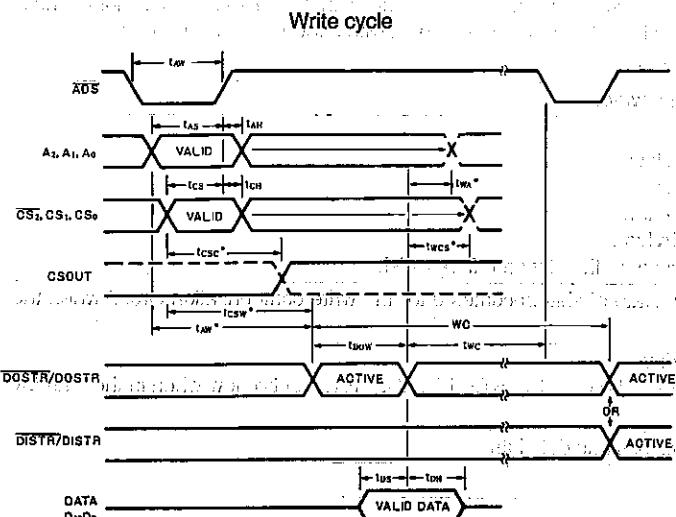 Write cycle
tAW
ADS
tAS tAH
A2, A1, A0 VALID
tWA*
tCS tCH
CS2, CS1, CS0 VALID
tCSC* tWCS*
CSOUT
tCSW*
tAW* WC
tDOW tWC
DOSTR/DOSTR ACTIVE ACTIVE
OR
DISTR/DISTR ACTIVE
tDS tDH
DATA VALID DATA